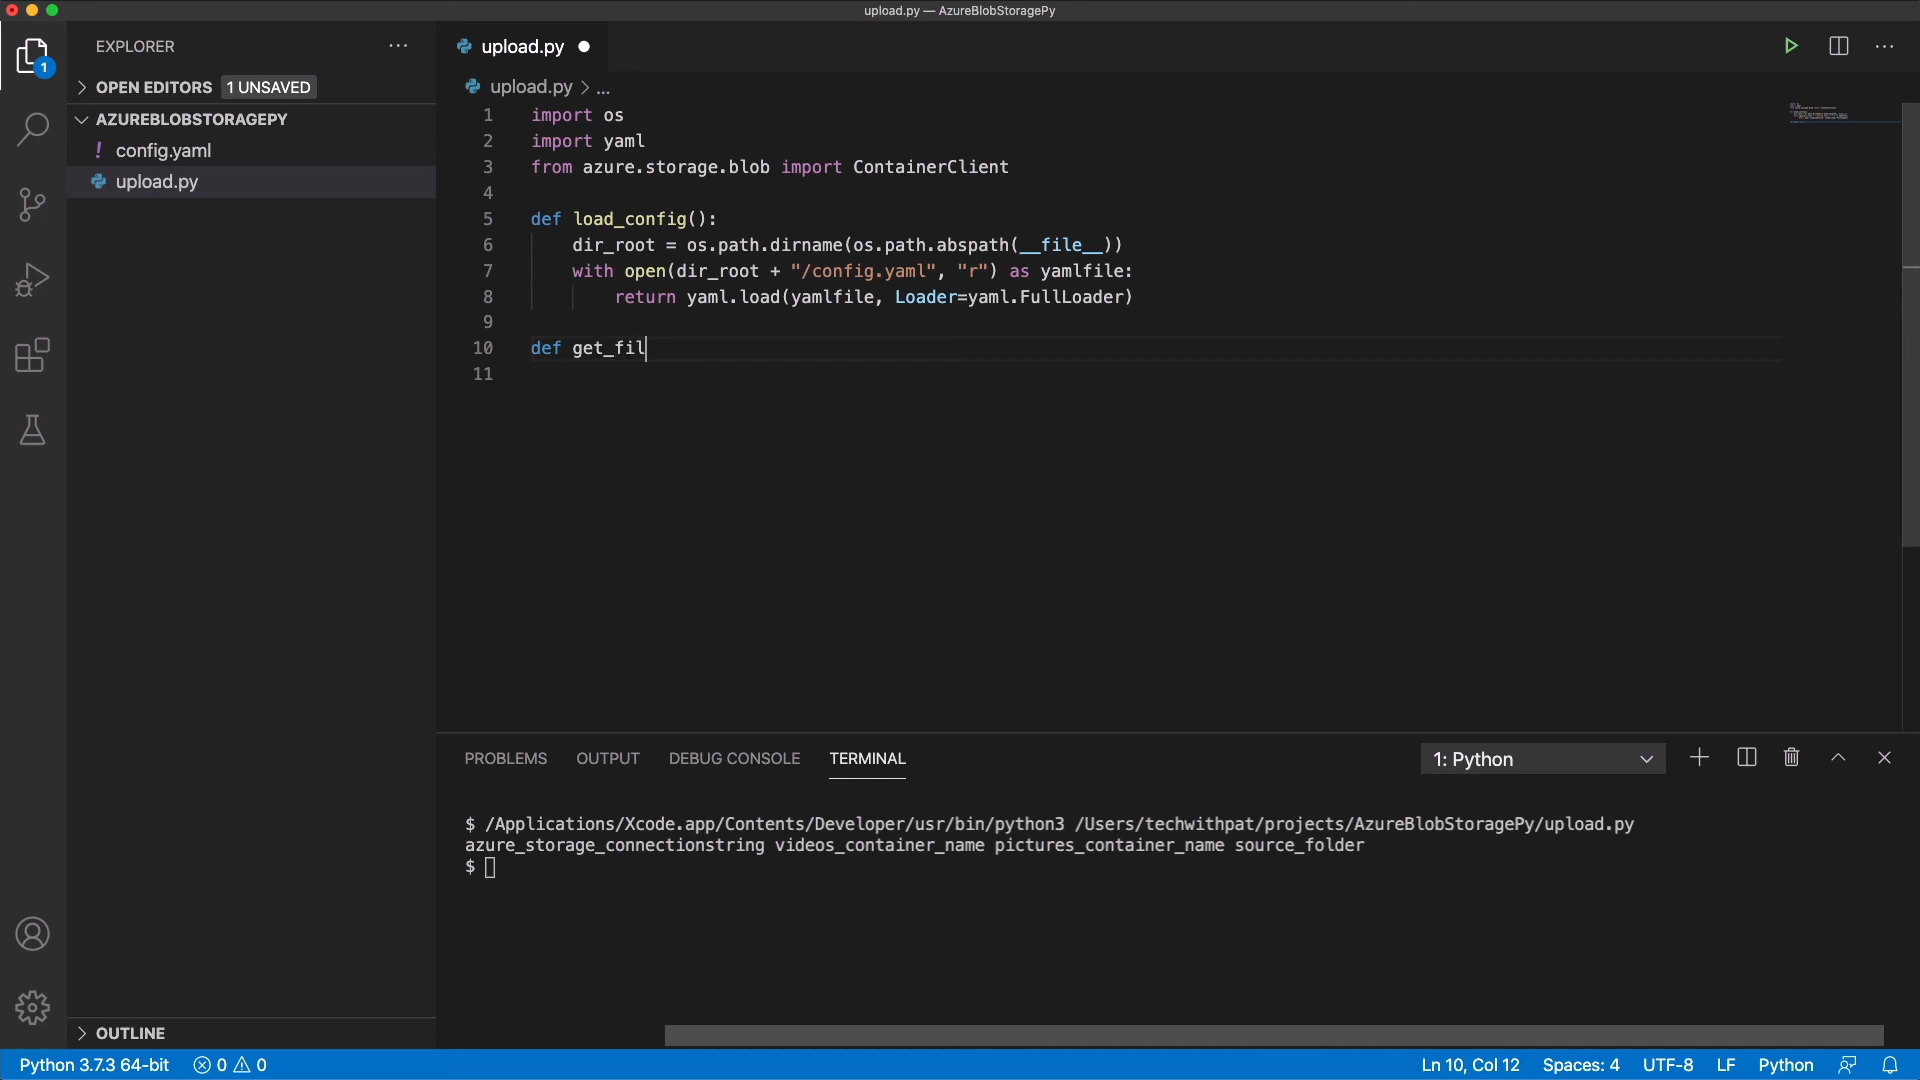 upload.py — AzureBlobStoragePy
EXPLORER
1
OPEN EDITORS 1 UNSAVED
AZUREBLOBSTORAGEPY
! config.yaml
upload.py
OUTLINE
upload.py
upload.py > ...
1 import os
2 import yaml
3 from azure.storage.blob import ContainerClient
4
5 def load_config():
6 dir_root = os.path.dirname(os.path.abspath(__file__))
7 with open(dir_root + "/config.yaml", "r") as yamlfile:
8 return yaml.load(yamlfile, Loader=yaml.FullLoader)
9
10 def get_fil
11
PROBLEMS OUTPUT DEBUG CONSOLE TERMINAL 1: Python
$ /Applications/Xcode.app/Contents/Developer/usr/bin/python3 /Users/techwithpat/projects/AzureBlobStoragePy/upload.py
azure_storage_connectionstring videos_container_name pictures_container_name source_folder
$
Python 3.7.3 64-bit 0 0 Ln 10, Col 12 Spaces: 4 UTF-8 LF Python